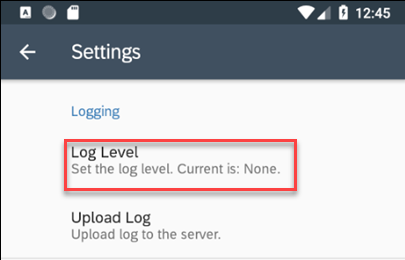 A
12:45
Settings
Logging
Log Level
Set the log level. Current is: None.
Upload Log
Upload log to the server.